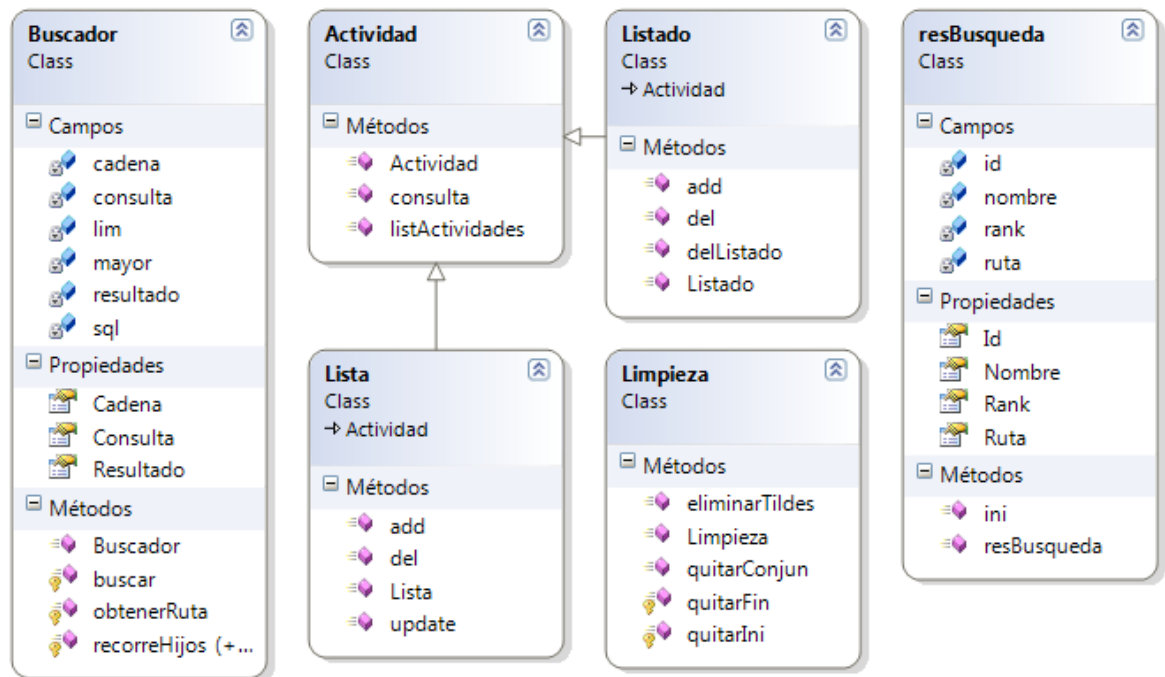 Buscador
Class
Campos
cadena
consulta
lim
mayor
resultado
sql
Propiedades
Cadena
Consulta
Resultado
Métodos
Buscador
buscar
obtenerRuta
recorreHijos (+...
Actividad
Class
Métodos
Actividad
consulta
listActividades
Listado
Class
Actividad
Métodos
add
del
delListado
Listado
Lista
Class
Actividad
Métodos
add
del
Lista
update
Limpieza
Class
Métodos
eliminarTildes
Limpieza
quitarConjun
quitarFin
quitarIni
resBusqueda
Class
Campos
id
nombre
rank
ruta
Propiedades
Id
Nombre
Rank
Ruta
Métodos
ini
resBusqueda